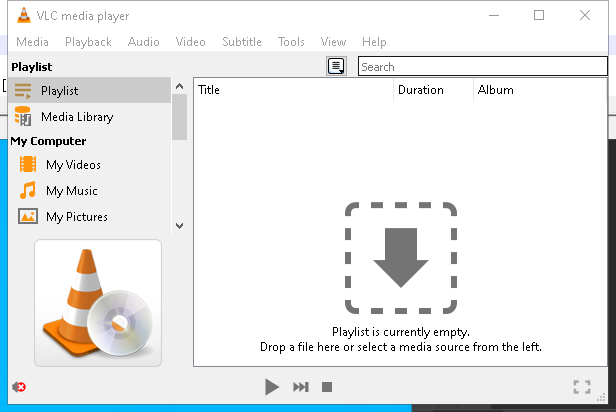 VLC media player
Media Playback Audio Video Subtitle Tools View Help
Playlist
Search
Playlist
Media Library
My Computer
My Videos
My Music
My Pictures
Title Duration Album
Playlist is currently empty.
Drop a file here or select a media source from the left.